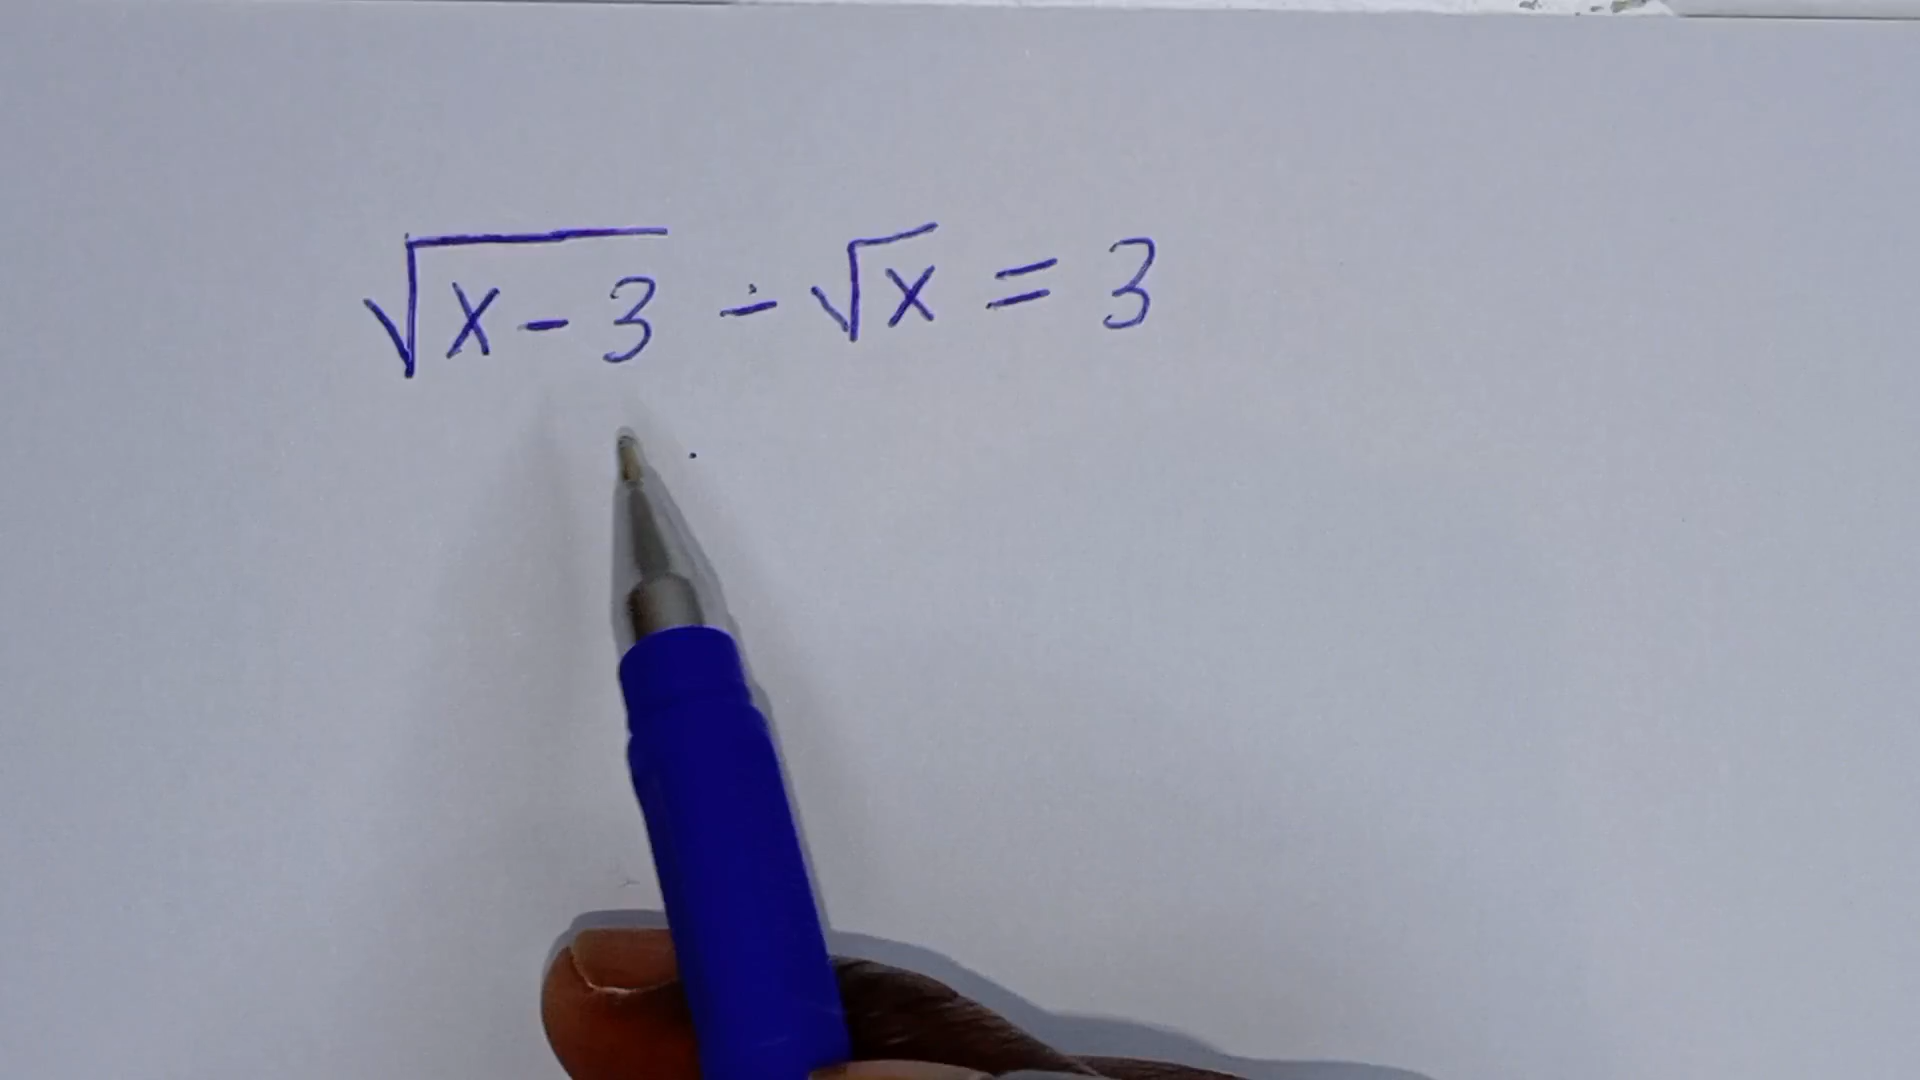 √(x-3) ÷ √x = 3